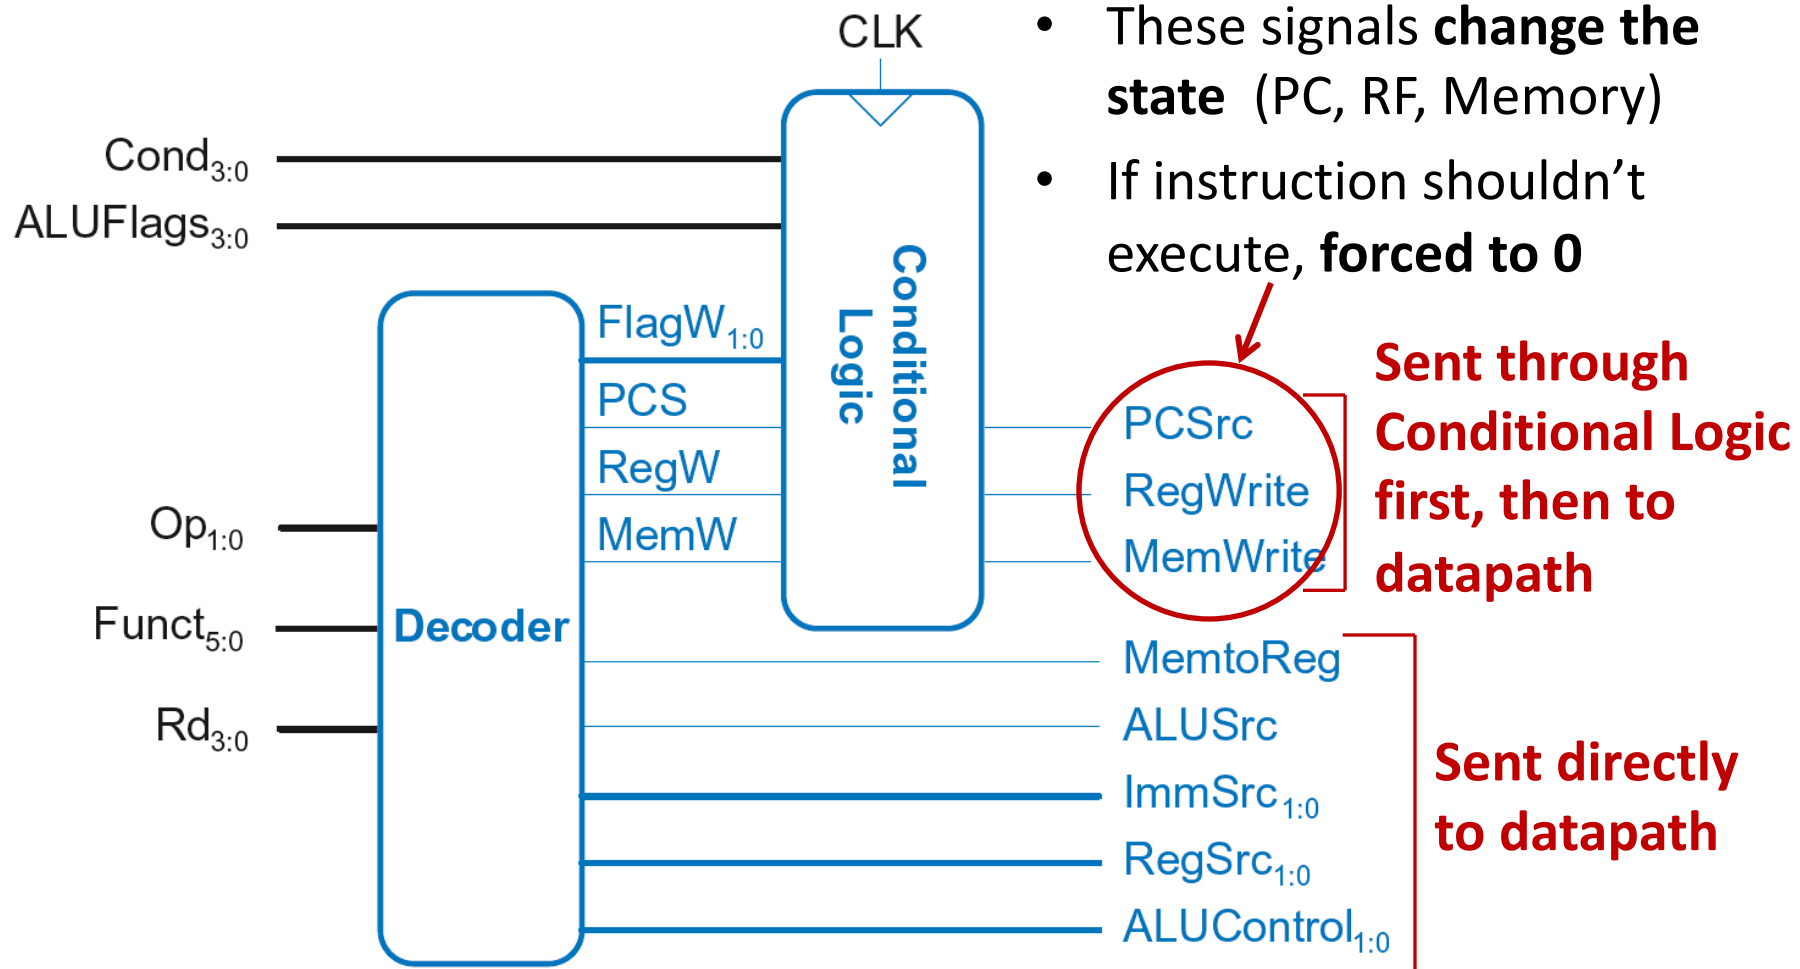 CLK
• These signals change the
state (PC, RF, Memory)
• If instruction shouldn’t
execute, forced to 0
Cond3:0
ALUFlags3:0
Conditional
Logic
FlagW1:0
PCS
RegW
MemW
PCSrc
RegWrite
MemWrite
Sent through
Conditional Logic
first, then to
datapath
Op1:0
Funct5:0
Rd3:0
Decoder
MemtoReg
ALUSrc
ImmSrc1:0
RegSrc1:0
ALUControl1:0
Sent directly
to datapath